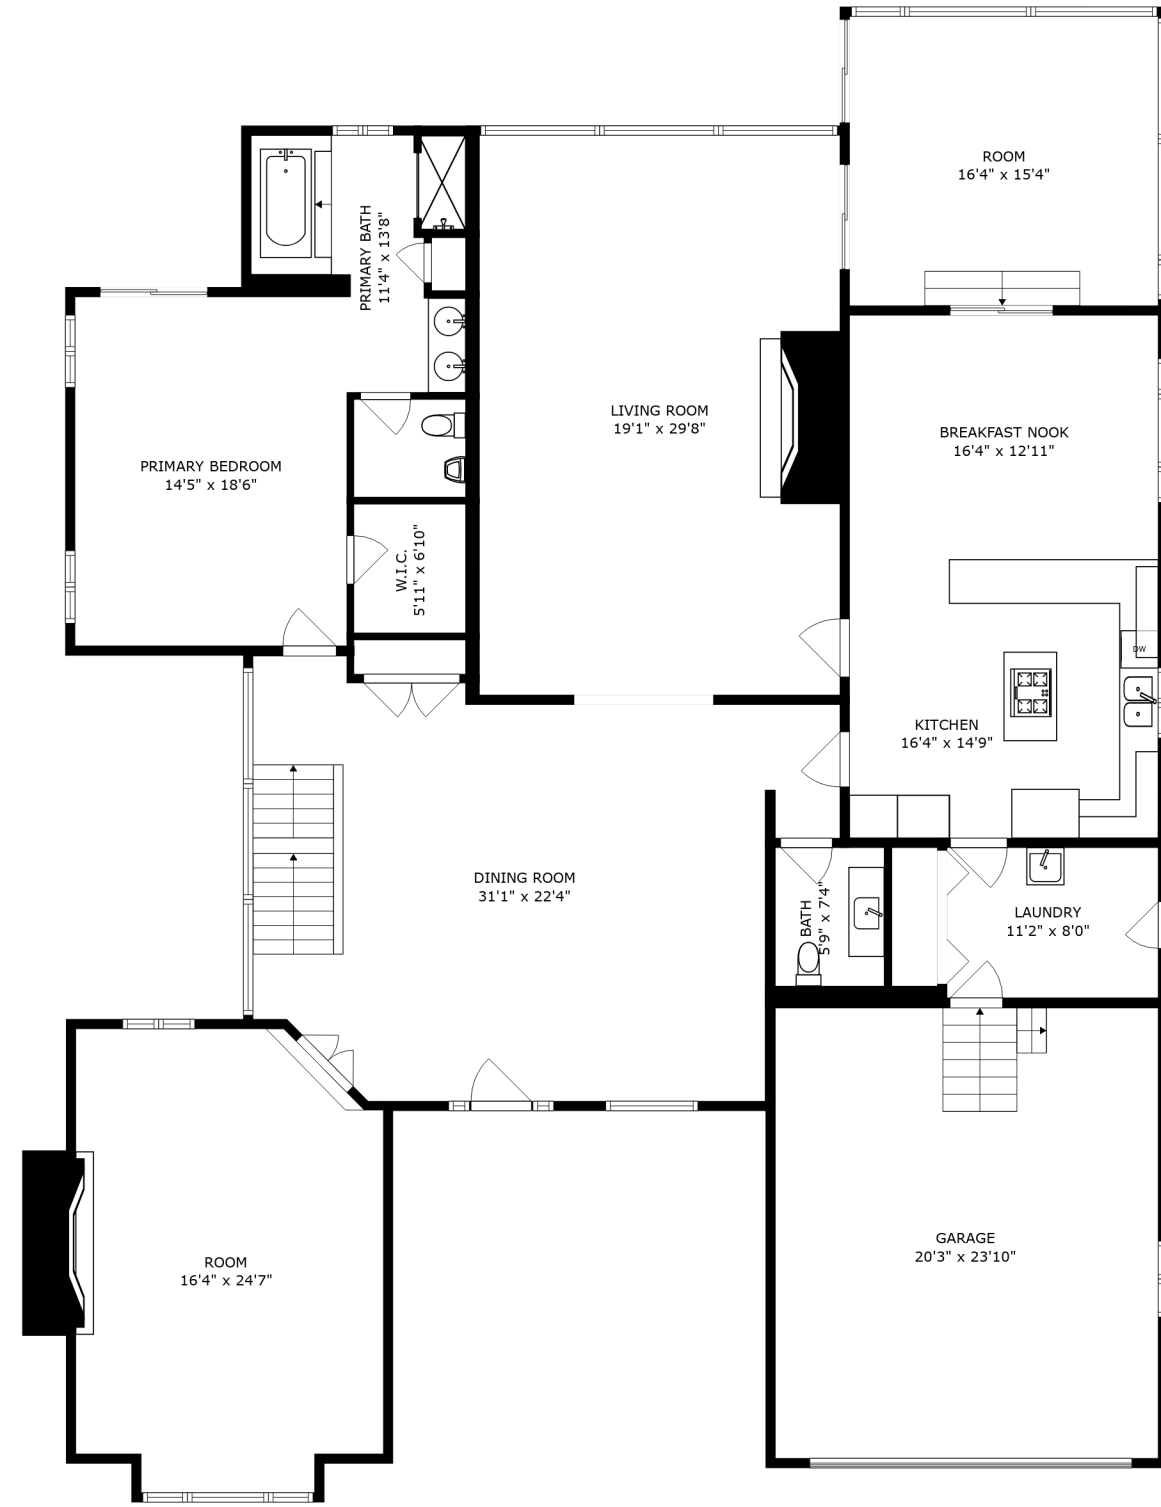 ROOM
16'4" x 15'4"
PRIMARY BATH
11'4" x 13'8"
LIVING ROOM
19'1" x 29'8"
BREAKFAST NOOK
16'4" x 12'11"
PRIMARY BEDROOM
14'5" x 18'6"
W.I.C.
5'11" x 6'10"
DW
KITCHEN
16'4" x 14'9"
DINING ROOM
31'1" x 22'4"
BATH
5'9" x 7'4"
LAUNDRY
11'2" x 8'0"
GARAGE
20'3" x 23'10"
ROOM
16'4" x 24'7"